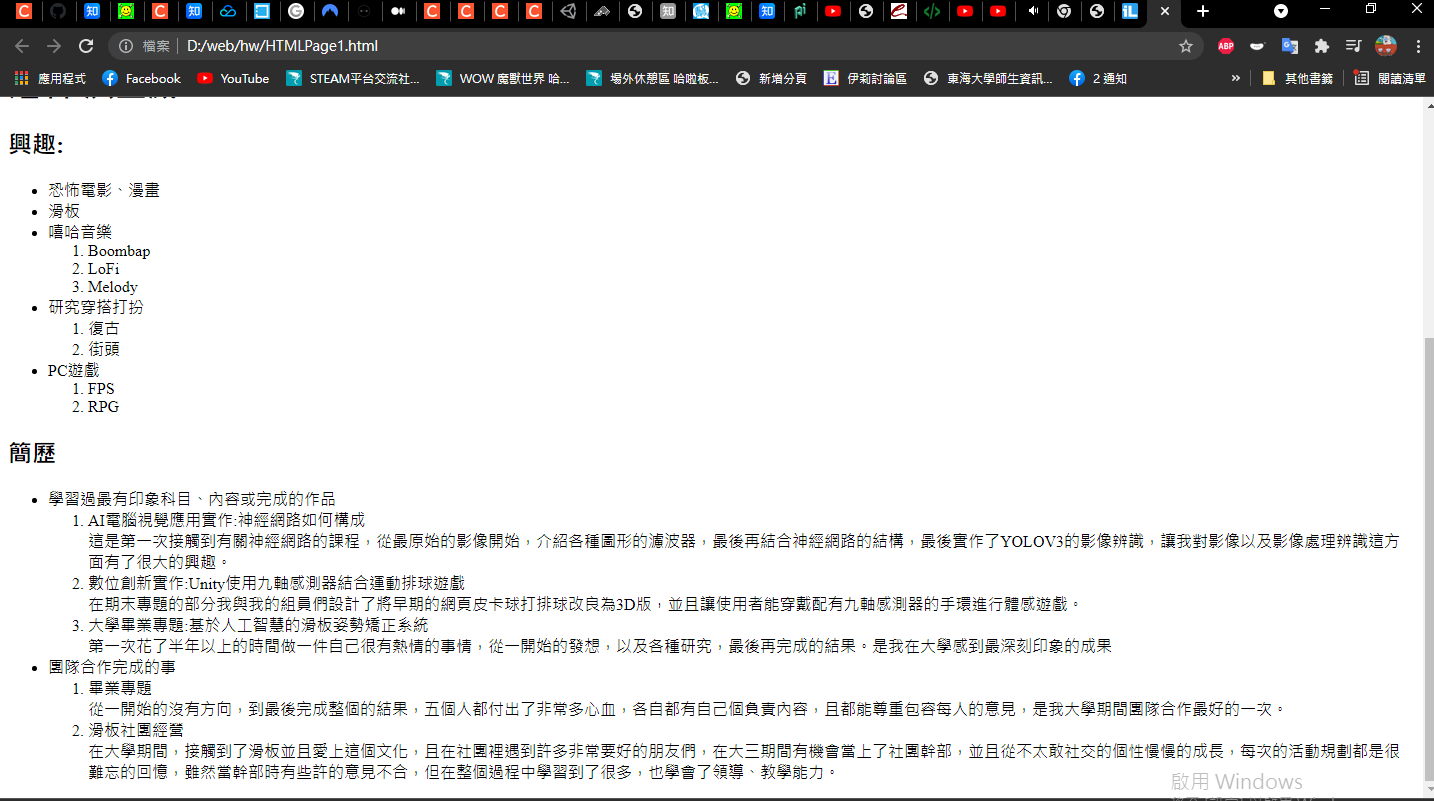 檔案 D:/web/hw/HTMLPage1.html
應用程式 Facebook YouTube STEAM平台交流社... WOW 魔獸世界 哈... 場外休憩區 哈啦板... 新增分頁 伊莉討論區 東海大學師生資訊... 2 通知 » 其他書籤 閱讀清單
興趣:
恐怖電影、漫畫
滑板
嘻哈音樂
1. Boombap
2. LoFi
3. Melody
研究穿搭打扮
1. 復古
2. 街頭
PC遊戲
1. FPS
2. RPG
簡歷
學習過最有印象科目、內容或完成的作品
1. AI電腦視覺應用實作:神經網路如何構成
這是第一次接觸到有關神經網路的課程，從最原始的影像開始，介紹各種圖形的濾波器，最後再結合神經網路的結構，最後實作了YOLOV3的影像辨識，讓我對影像以及影像處理辨識這方
面有了很大的興趣。
2. 數位創新實作:Unity使用九軸感測器結合運動排球遊戲
在期末專題的部分我與我的組員們設計了將早期的網頁皮卡球打排球改良為3D版，並且讓使用者能穿戴配有九軸感測器的手環進行體感遊戲。
3. 大學畢業專題:基於人工智慧的滑板姿勢矯正系統
第一次花了半年以上的時間做一件自己很有熱情的事情，從一開始的發想，以及各種研究，最後再完成的結果。是我在大學感到最深刻印象的成果
團隊合作完成的事
1. 畢業專題
從一開始的沒有方向，到最後完成整個的結果，五個人都付出了非常多心血，各自都有自己個負責內容，且都能尊重包容每人的意見，是我大學期間團隊合作最好的一次。
2. 滑板社團經營
在大學期間，接觸到了滑板並且愛上這個文化，且在社團裡遇到許多非常要好的朋友們，在大三期間有機會當上了社團幹部，並且從不太敢社交的個性慢慢的成長，每次的活動規劃都是很
難忘的回憶，雖然當幹部時有些許的意見不合，但在整個過程中學習到了很多，也學會了領導、教學能力。
啟用 Windows